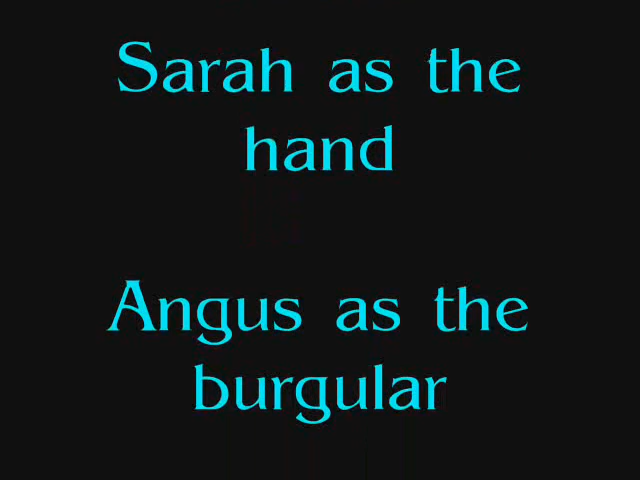 Sarah as the
hand
Angus as the
burgular